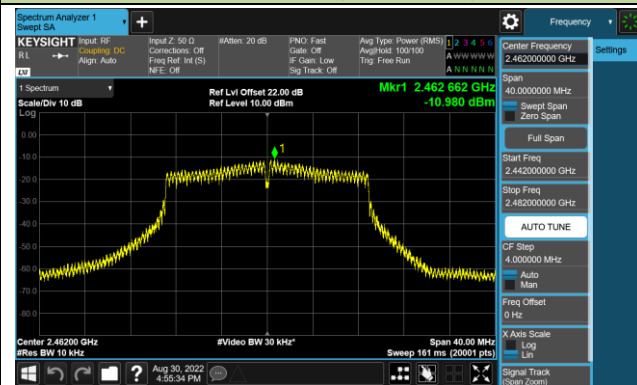 Spectrum Analyzer 1
Swept SA
Frequency
KEYSIGHT
RL
LXI
Input: RF
Coupling: DC
Align: Auto
Input Z: 50 Ω
Corrections: Off
Freq Ref: Int (S)
NFE: Off
#Atten: 20 dB
PNO: Fast
Gate: Off
IF Gain: Low
Sig Track: Off
Avg Type: Power (RMS)
Avg|Hold: 100/100
Trig: Free Run
1 2 3 4 5 6
A W W W W W
A N N N N N
1 Spectrum
Scale/Div 10 dB
Ref Lvl Offset 22.00 dB
Ref Level 10.00 dBm
Mkr1 2.462 662 GHz
-10.980 dBm
Log
0.00
-10.0
-20.0
-30.0
-40.0
-50.0
-60.0
-70.0
-80.0
1
Center 2.46200 GHz
#Res BW 10 kHz
#Video BW 30 kHz*
Span 40.00 MHz
Sweep 161 ms (20001 pts)
Aug 30, 2022
4:55:34 PM
Center Frequency
2.462000000 GHz
Settings
Span
40.0000000 MHz
Swept Span
Zero Span
Full Span
Start Freq
2.442000000 GHz
Stop Freq
2.482000000 GHz
AUTO TUNE
CF Step
4.000000 MHz
Auto
Man
Freq Offset
0 Hz
X Axis Scale
Log
Lin
Signal Track
(Span Zoom)